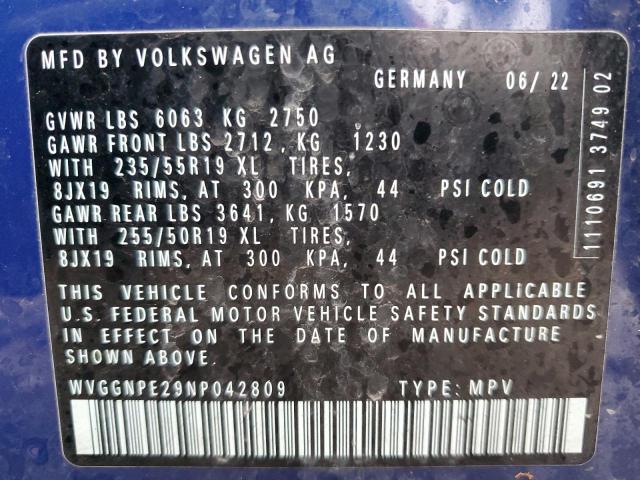 MFD BY VOLKSWAGEN AG
GERMANY 06/ 22
GVWR LBS 6063 KG 2750
GAWR FRONT LBS 2712, KG 1230
WITH 235/55R19 XL TIRES,
8JX19 RIMS, AT 300 KPA, 44 PSI COLD
GAWR REAR LBS 3641, KG 1570
WITH 255/50R19 XL TIRES,
8JX19 RIMS, AT 300 KPA, 44 PSI COLD
THIS VEHICLE CONFORMS TO ALL APPLICABLE
U.S. FEDERAL MOTOR VEHICLE SAFETY STANDARDS
IN EFFECT ON THE DATE OF MANUFACTURE
SHOWN ABOVE.
WVGGNPE29NP042809 TYPE: MPV
1110691 3749 02